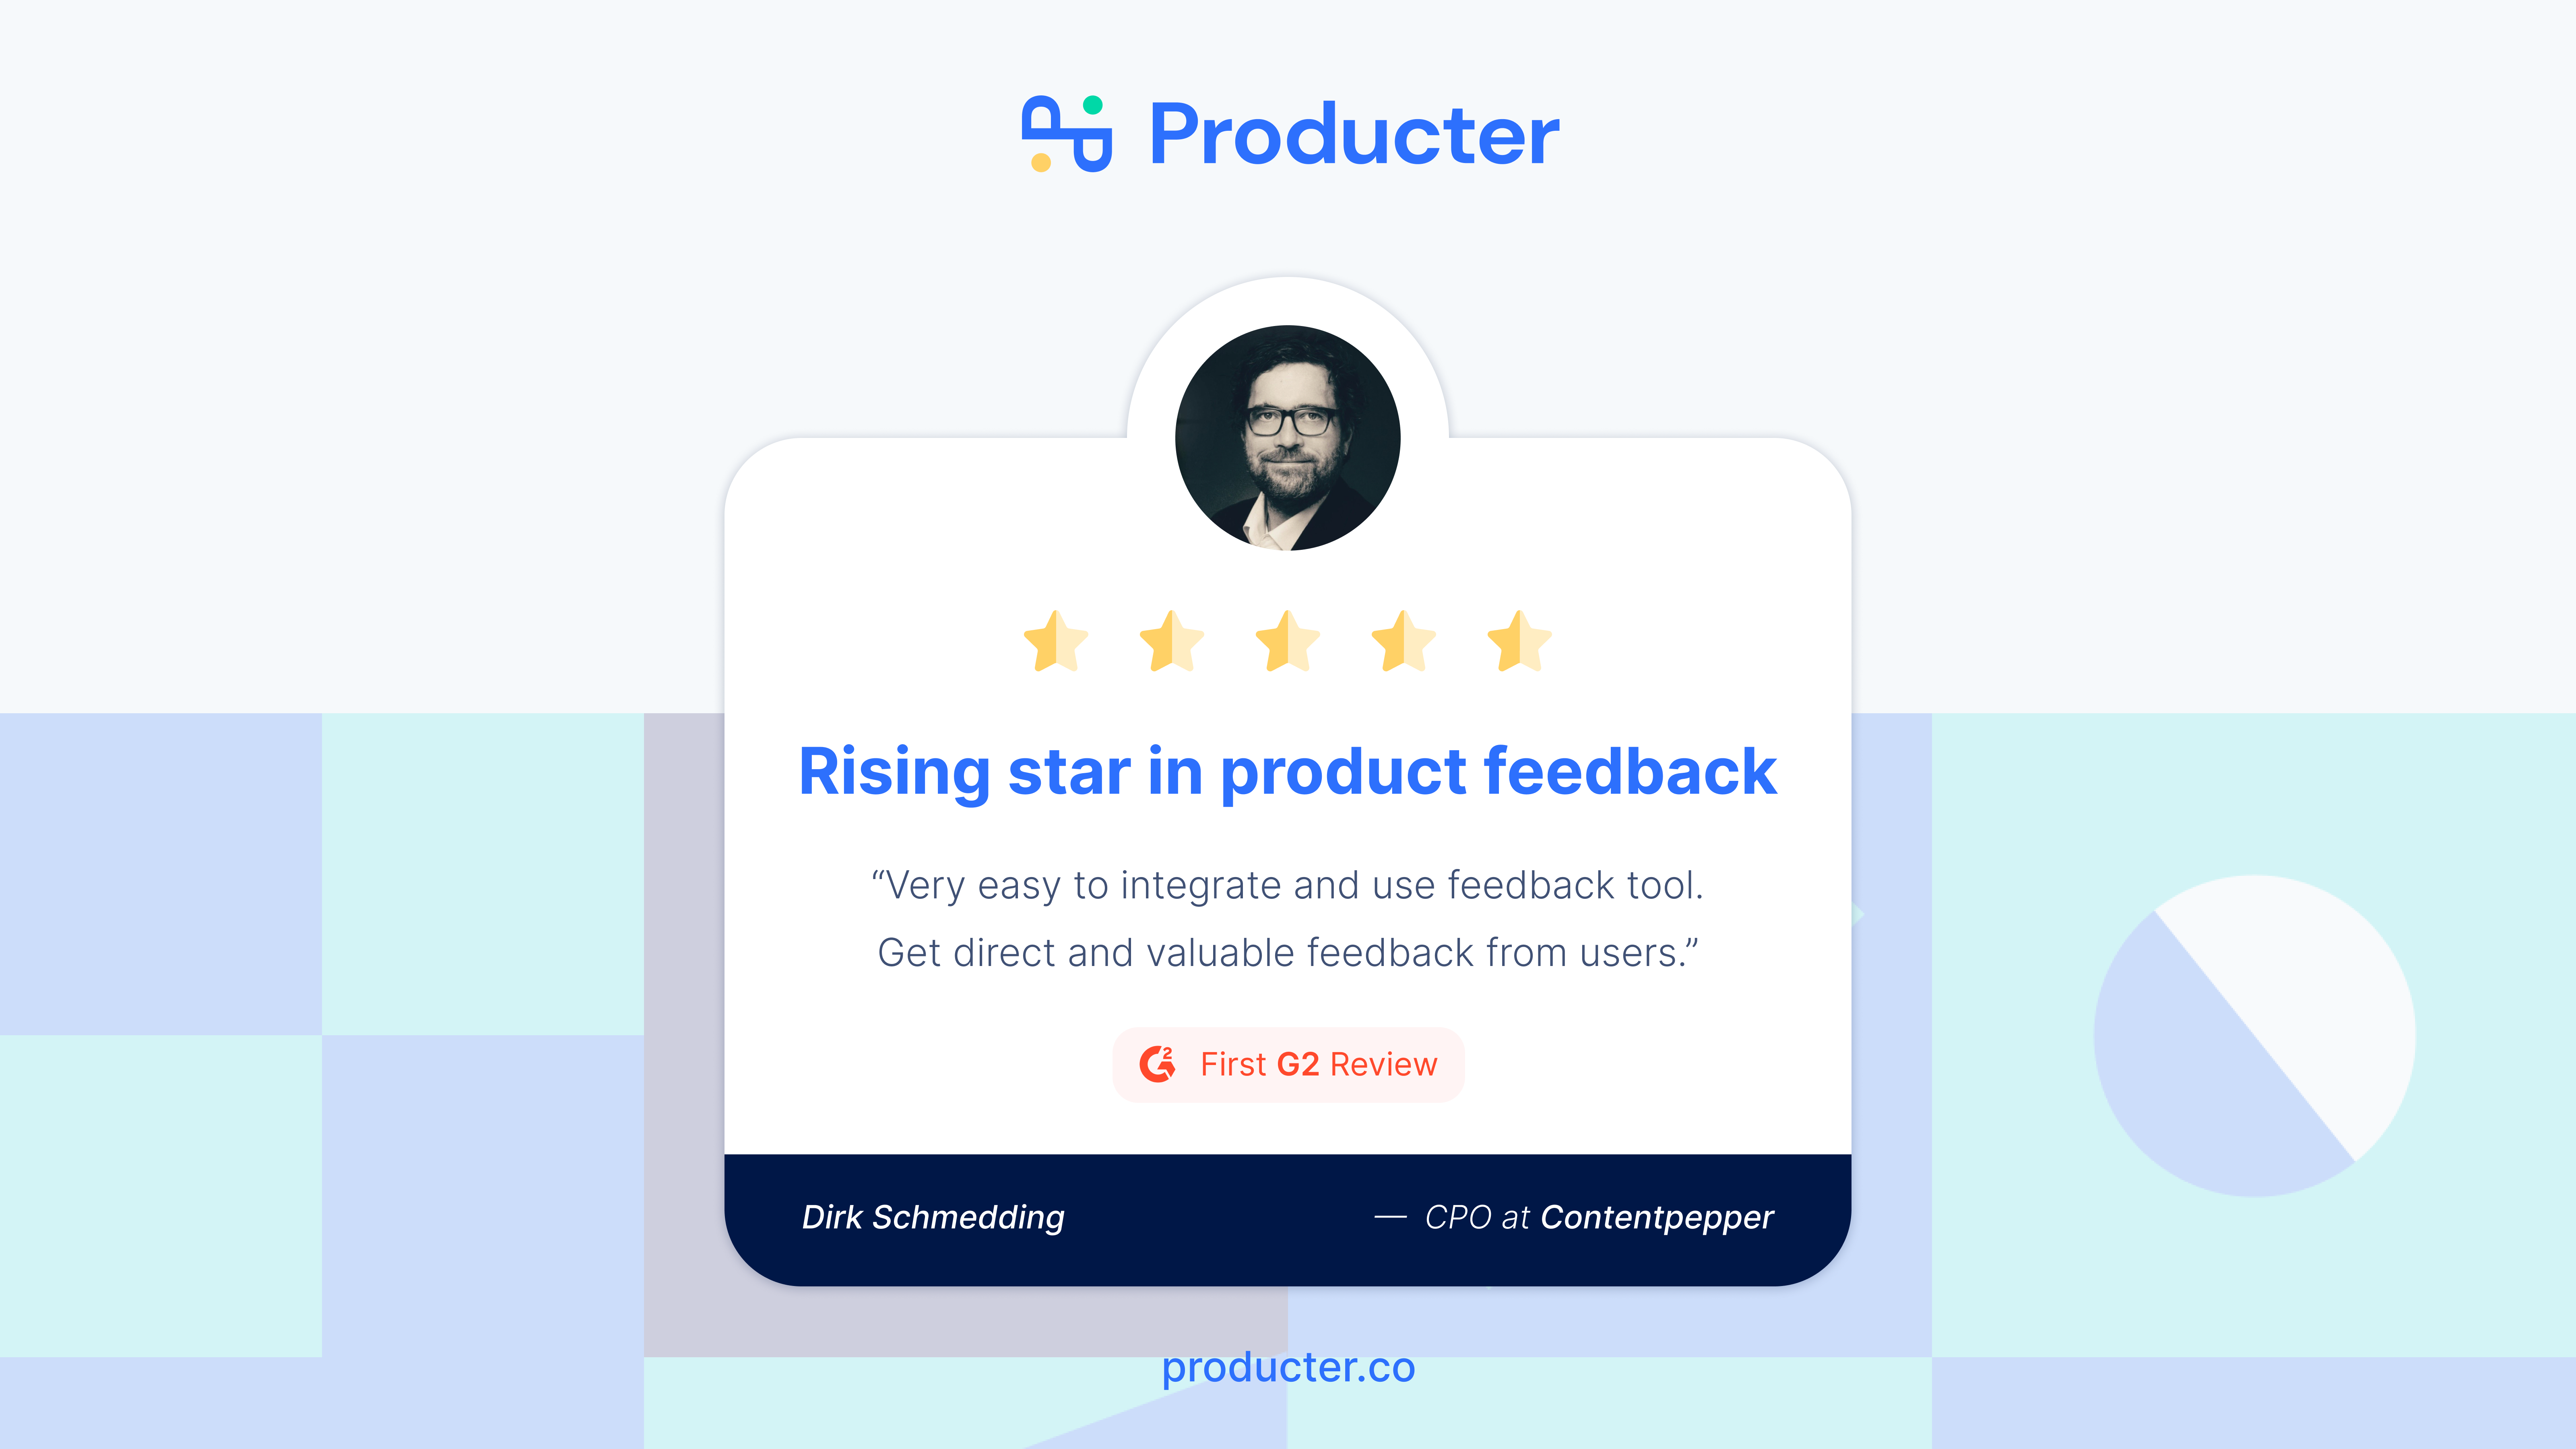 Producter
Rising star in product feedback
“Very easy to integrate and use feedback tool.
Get direct and valuable feedback from users.”
First G2 Review
Dirk Schmedding
— CPO at Contentpepper
producter.co